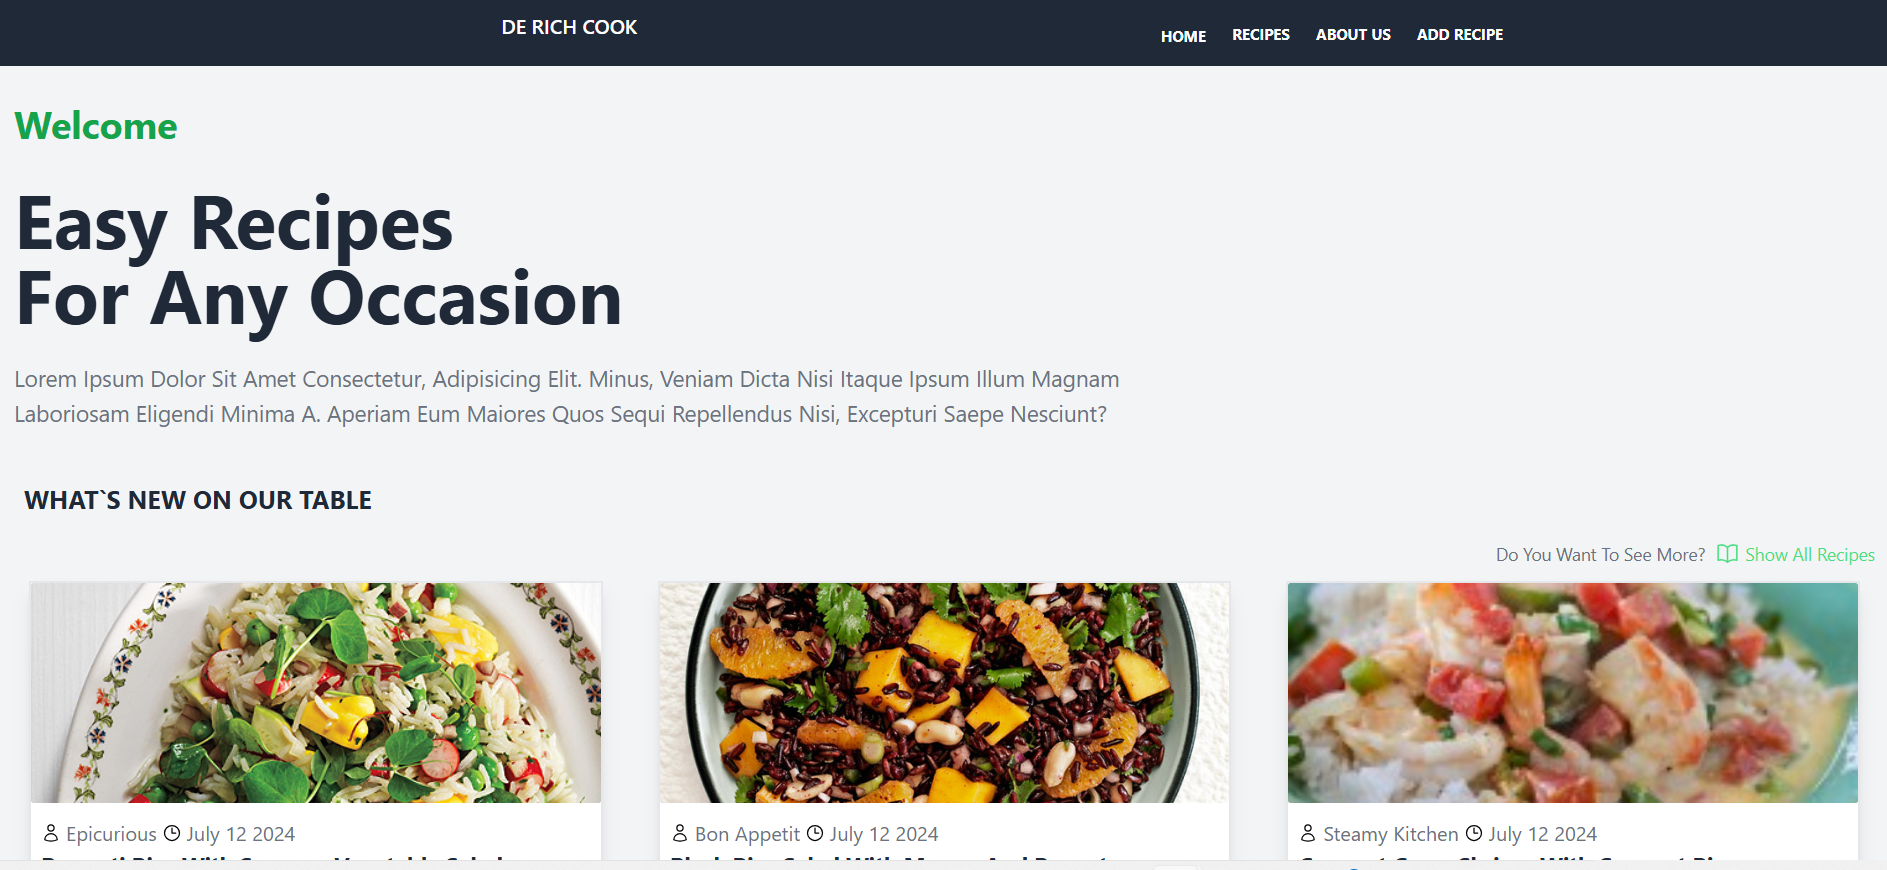 DE RICH COOK
HOME RECIPES ABOUT US ADD RECIPE
Welcome
Easy Recipes
For Any Occasion
Lorem Ipsum Dolor Sit Amet Consectetur, Adipisicing Elit. Minus, Veniam Dicta Nisi Itaque Ipsum Illum Magnam
Laboriosam Eligendi Minima A. Aperiam Eum Maiores Quos Sequi Repellendus Nisi, Excepturi Saepe Nesciunt?
WHAT`S NEW ON OUR TABLE
Do You Want To See More? Show All Recipes
Epicurious July 12 2024
Bon Appetit July 12 2024
Steamy Kitchen July 12 2024